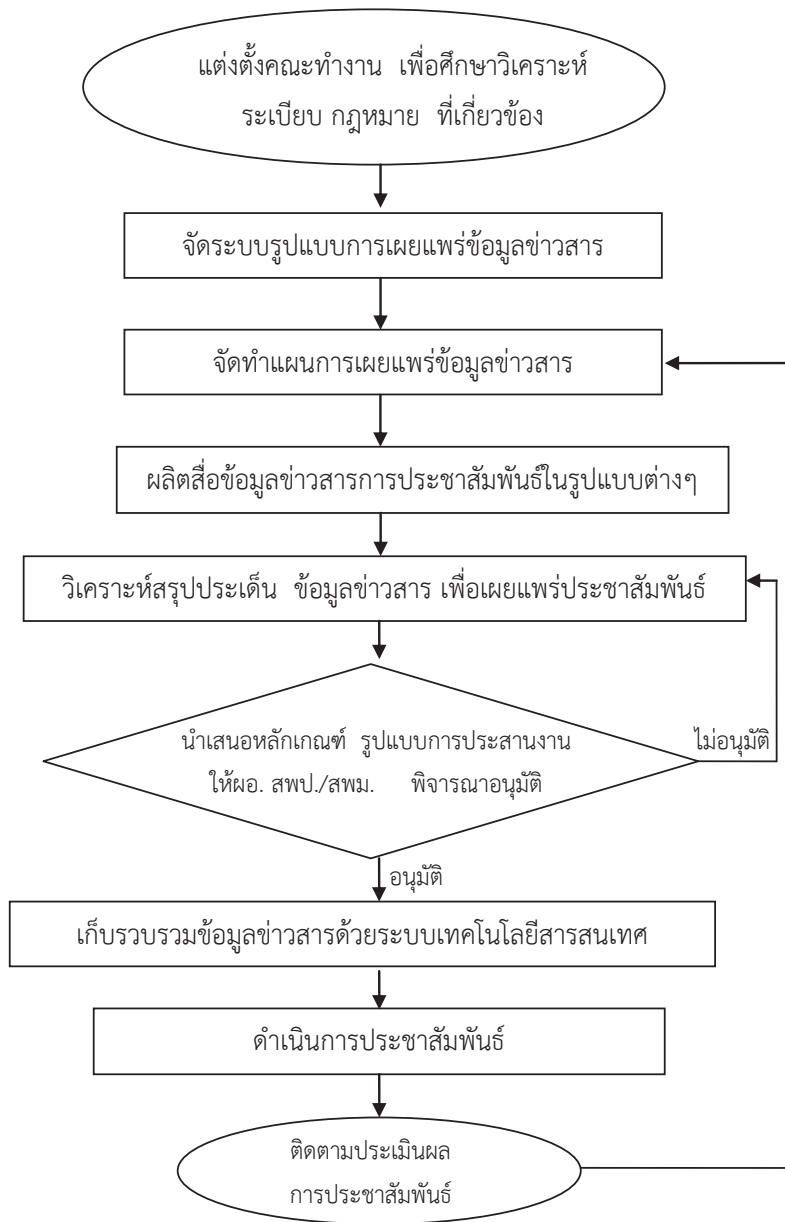 แต่งตั้งคณะทำงาน เพื่อศึกษาวิเคราะห์
ระเบียบ กฎหมาย ที่เกี่ยวข้อง
จัดระบบรูปแบบการเผยแพร่ข้อมูลข่าวสาร
จัดทำแผนการเผยแพร่ข้อมูลข่าวสาร
ผลิตสื่อข้อมูลข่าวสารการประชาสัมพันธ์ในรูปแบบต่างๆ
วิเคราะห์สรุปประเด็น ข้อมูลข่าวสาร เพื่อเผยแพร่ประชาสัมพันธ์
นำเสนอหลักเกณฑ์ รูปแบบการประสานงาน
ให้ผอ. สพป./สพม. พิจารณาอนุมัติ
ไม่อนุมัติ
อนุมัติ
เก็บรวบรวมข้อมูลข่าวสารด้วยระบบเทคโนโลยีสารสนเทศ
ดำเนินการประชาสัมพันธ์
ติดตามประเมินผล
การประชาสัมพันธ์